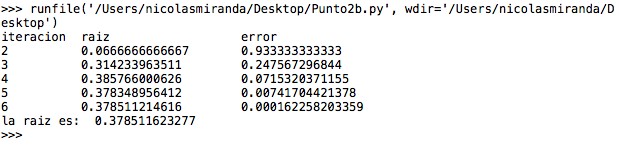 >>> runfile('/Users/nicolasmiranda/Desktop/Punto2b.py', wdir='/Users/nicolasmiranda/D
esktop')
iteracion raiz error
2 0.0666666666667 0.933333333333
3 0.314233963511 0.247567296844
4 0.385766000626 0.0715320371155
5 0.378348956412 0.00741704421378
6 0.378511214616 0.000162258203359
la raiz es: 0.378511623277
>>>